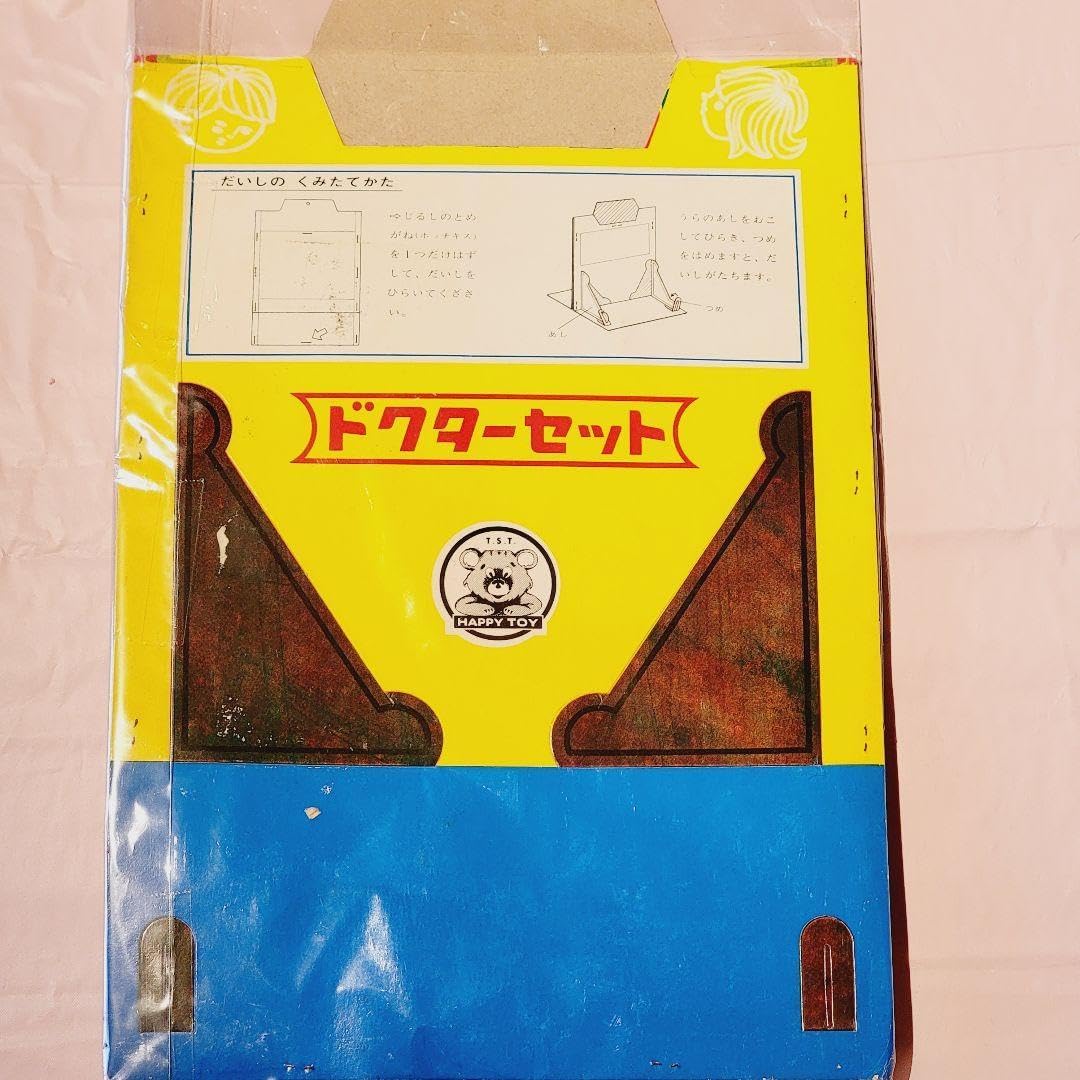 だいしの くみたてかた
⇨じるしのとめ
がね(ホッチキス)
を1つだけはず
して、だいしを
ひらいてくださ
い。
うらのあしをおこ
してひらき、つめ
をはめますと、だ
いしがたちます。
つめ
あし
ドクターセット
T.S.T.
HAPPY TOY